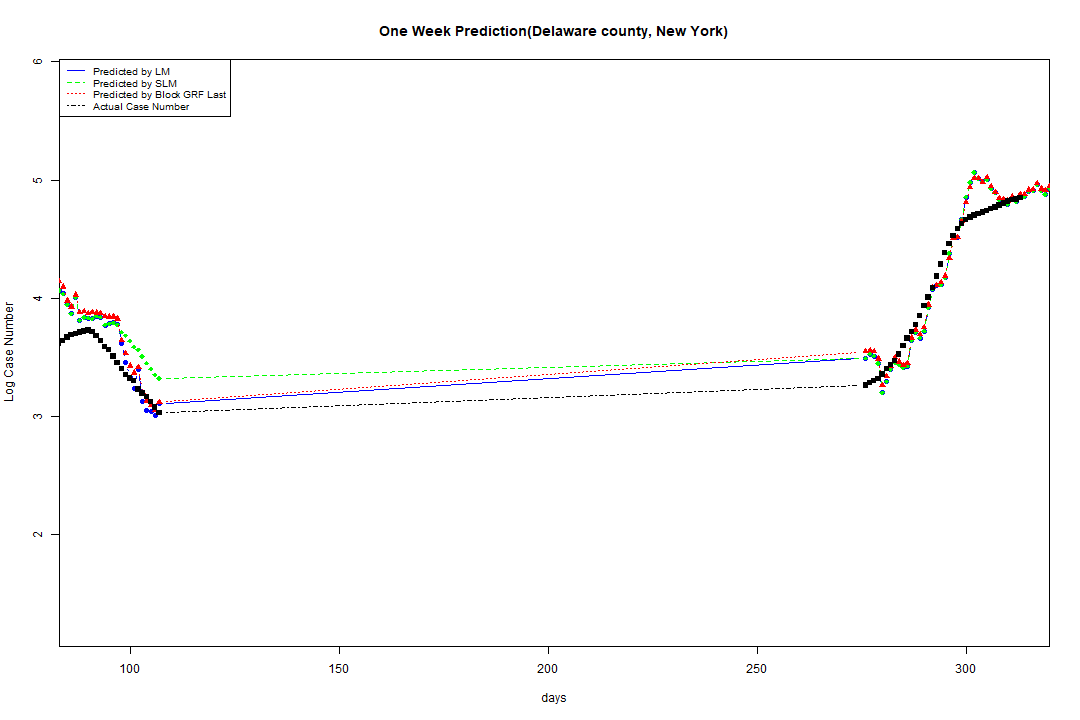 One Week Prediction(Delaware county, New York)
Predicted by LM
Predicted by SLM
Predicted by Block GRF Last
Actual Case Number
6
5
4
3
2
Log Case Number
100 150 200 250 300
days